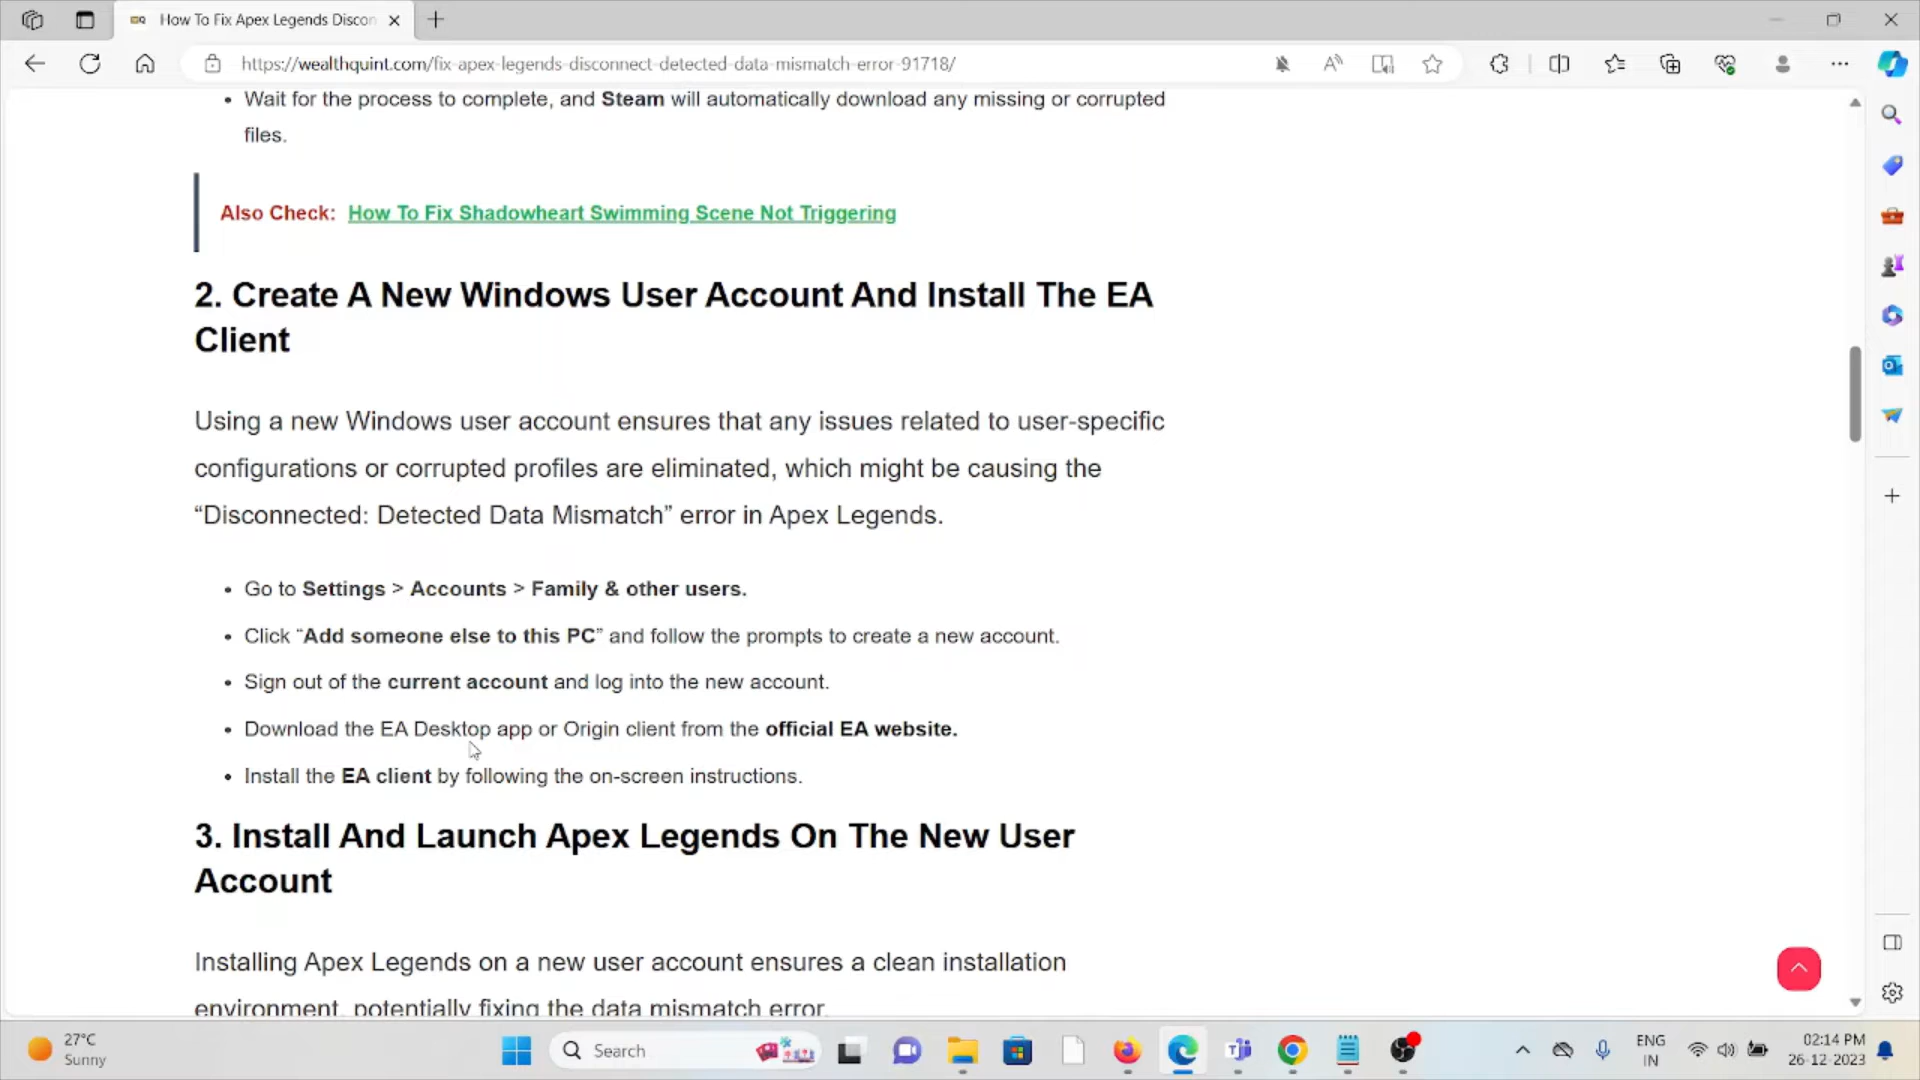 How To Fix Apex Legends Discon
https://wealthquint.com/fix-apex-legends-disconnect-detected-data-mismatch-error-91718/
Wait for the process to complete, and Steam will automatically download any missing or corrupted
files.
Also Check: How To Fix Shadowheart Swimming Scene Not Triggering
2. Create A New Windows User Account And Install The EA
Client
Using a new Windows user account ensures that any issues related to user-specific
configurations or corrupted profiles are eliminated, which might be causing the
“Disconnected: Detected Data Mismatch” error in Apex Legends.
• Go to Settings > Accounts > Family & other users.
• Click “Add someone else to this PC” and follow the prompts to create a new account.
• Sign out of the current account and log into the new account.
• Download the EA Desktop app or Origin client from the official EA website.
• Install the EA client by following the on-screen instructions.
3. Install And Launch Apex Legends On The New User
Account
Installing Apex Legends on a new user account ensures a clean installation
environment, potentially fixing the data mismatch error.
27°C
Sunny
Search
ENG
IN
02:14 PM
26-12-2023